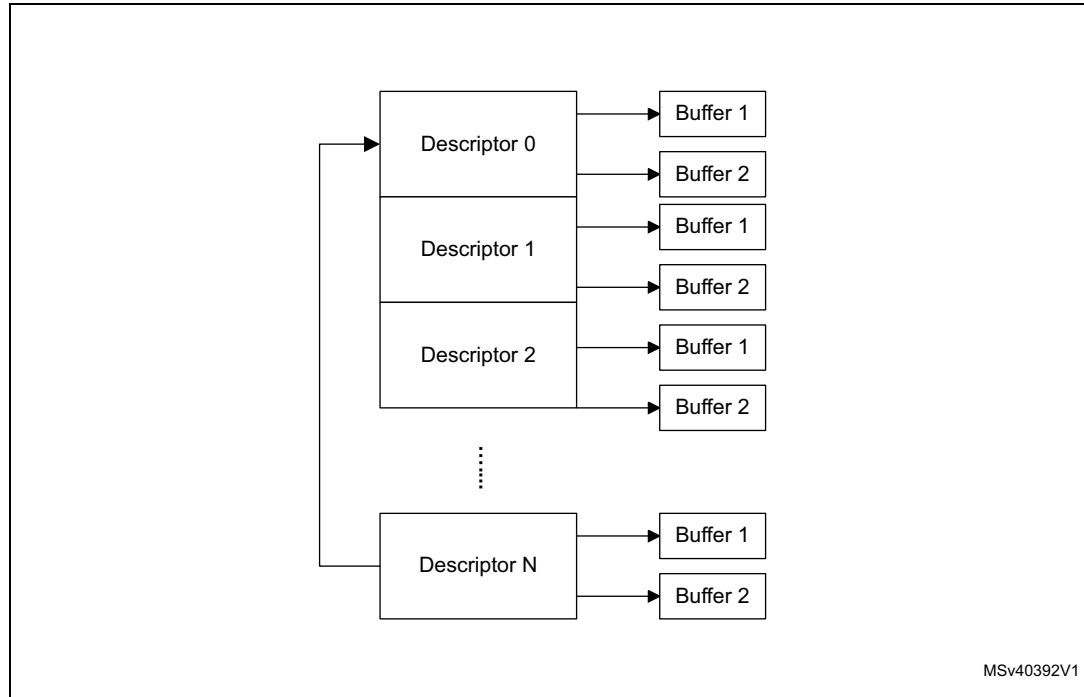 Descriptor 0
Buffer 1
Buffer 2
Descriptor 1
Buffer 1
Buffer 2
Descriptor 2
Buffer 1
Buffer 2
Descriptor N
Buffer 1
Buffer 2
MSv40392V1